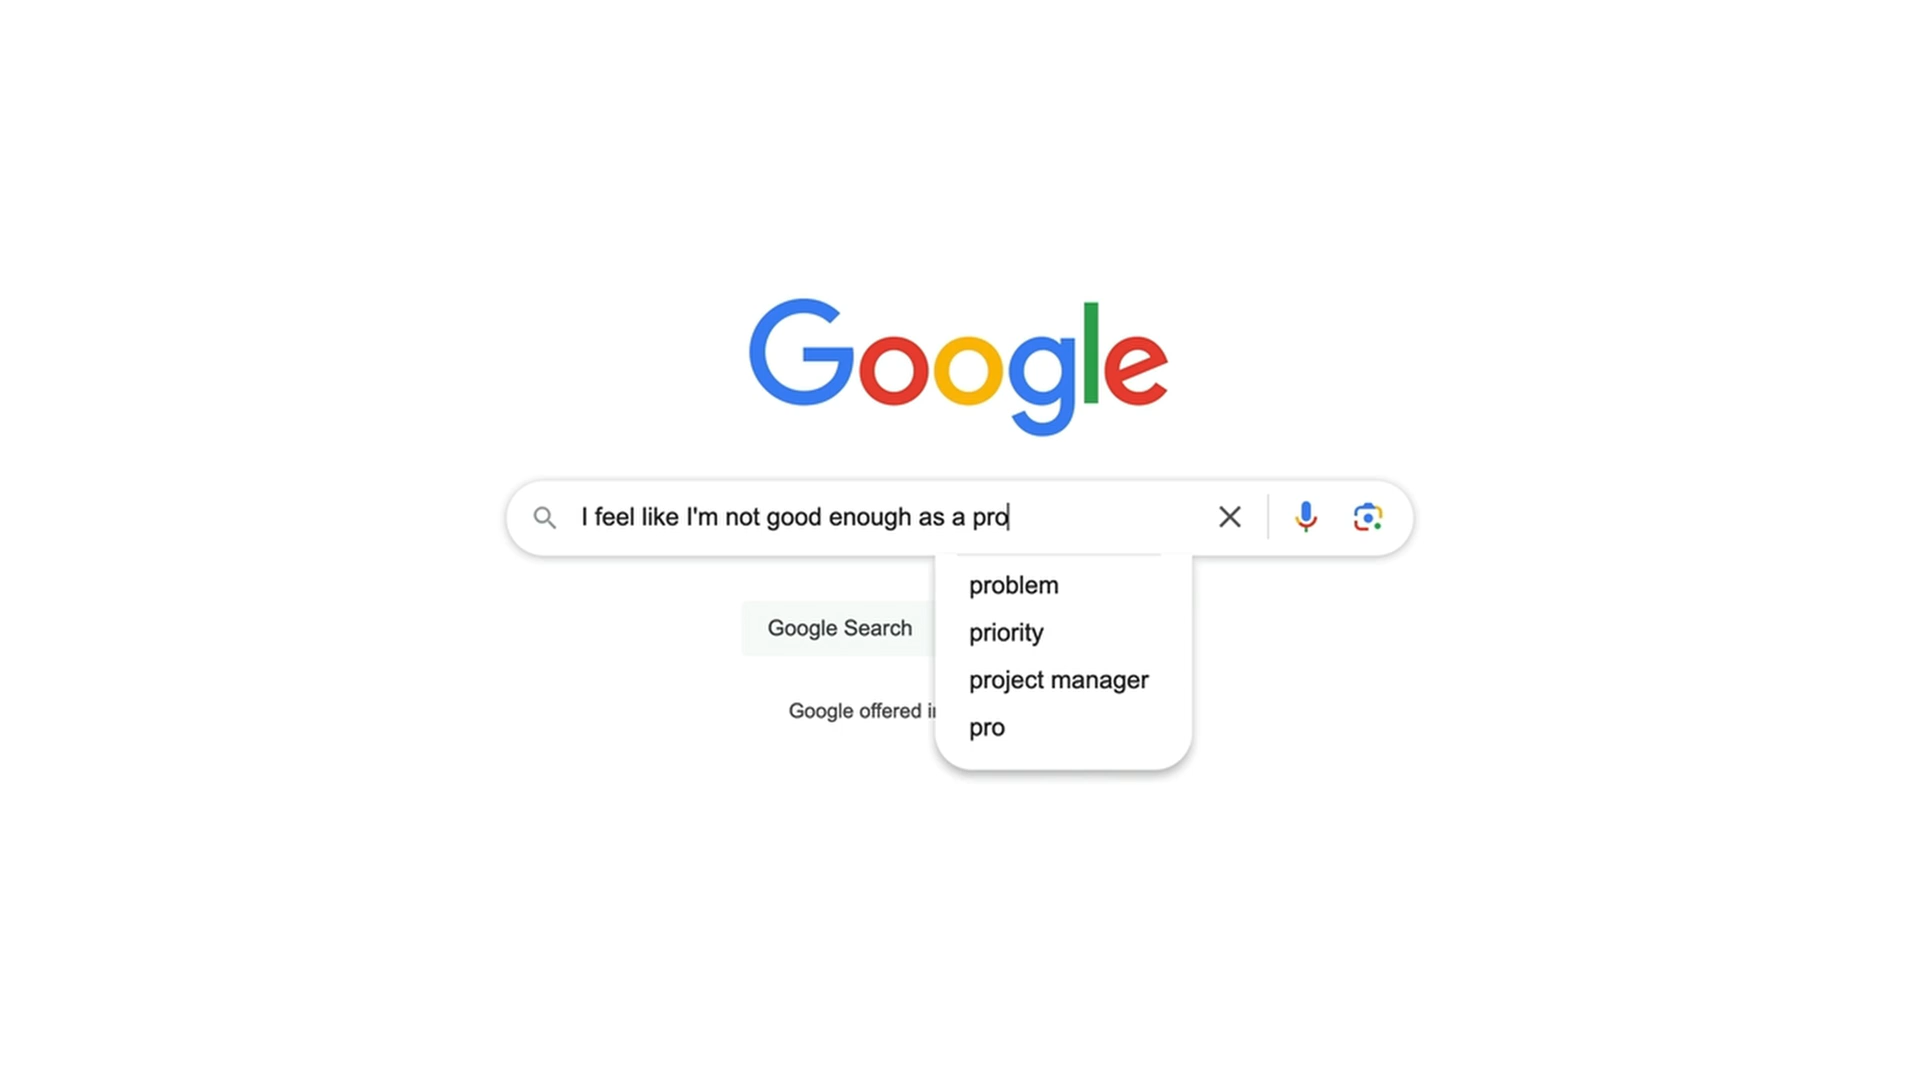 Google
I feel like I'm not good enough as a pro
problem
priority
project manager
pro
Google Search
Google offered